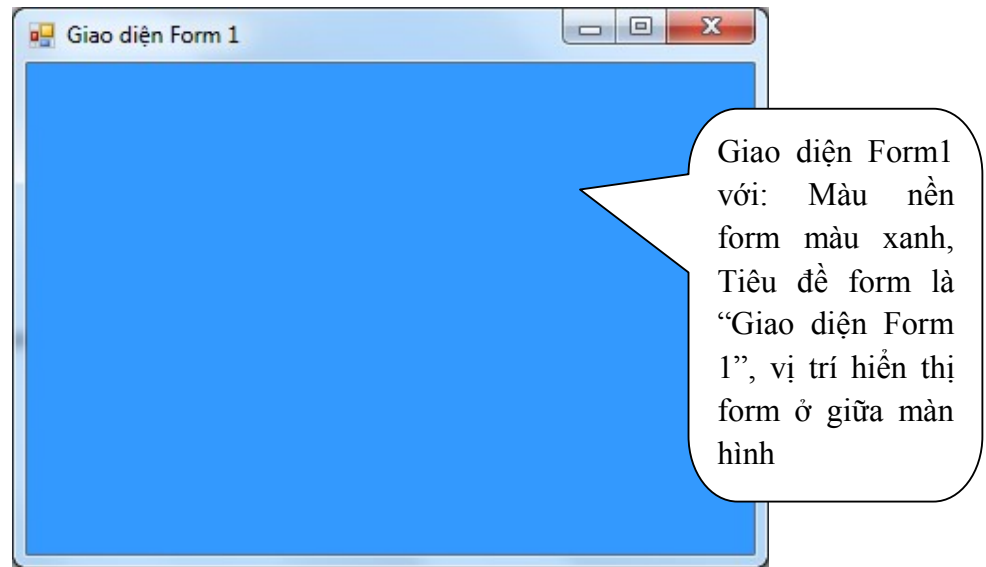 Giao diện Form 1
Giao diện Form1
với: Màu nền
form màu xanh,
Tiêu đề form là
“Giao diện Form
1”, vị trí hiển thị
form ở giữa màn
hình